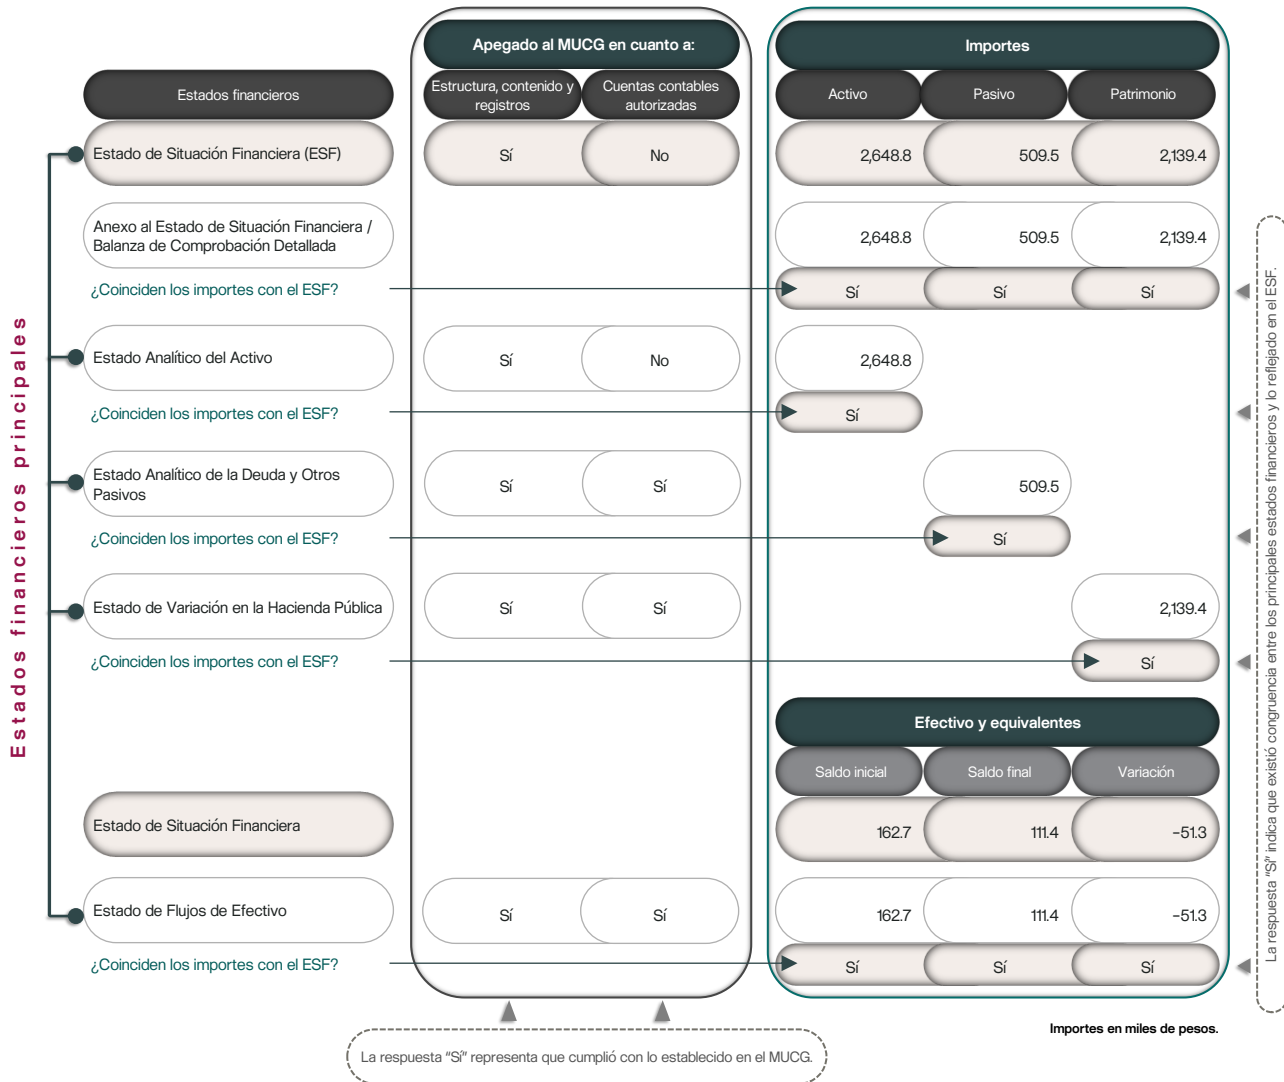 Apegado al MUCG en cuanto a:
Importes
Estados financieros
Estructura, contenido y
registros
Cuentas contables
autorizadas
Activo
Pasivo
Patrimonio
Estado de Situación Financiera (ESF)
Sí
No
2,648.8
509.5
2,139.4
Anexo al Estado de Situación Financiera /
Balanza de Comprobación Detallada
2,648.8
509.5
2,139.4
¿Coinciden los importes con el ESF?
Sí
Sí
Sí
Estado Analítico del Activo
Sí
No
2,648.8
¿Coinciden los importes con el ESF?
Sí
Estado Analítico de la Deuda y Otros
Pasivos
Sí
Sí
509.5
¿Coinciden los importes con el ESF?
Sí
Estado de Variación en la Hacienda Pública
Sí
Sí
2,139.4
¿Coinciden los importes con el ESF?
Sí
Efectivo y equivalentes
Saldo inicial
Saldo final
Variación
Estado de Situación Financiera
162.7
111.4
-51.3
Estado de Flujos de Efectivo
Sí
Sí
162.7
111.4
-51.3
¿Coinciden los importes con el ESF?
Sí
Sí
Sí
Importes en miles de pesos.
La respuesta "Sí" representa que cumplió con lo establecido en el MUCG.
Estados financieros principales
La respuesta "Sí" indica que existió congruencia entre los principales estados financieros y lo reflejado en el ESF.